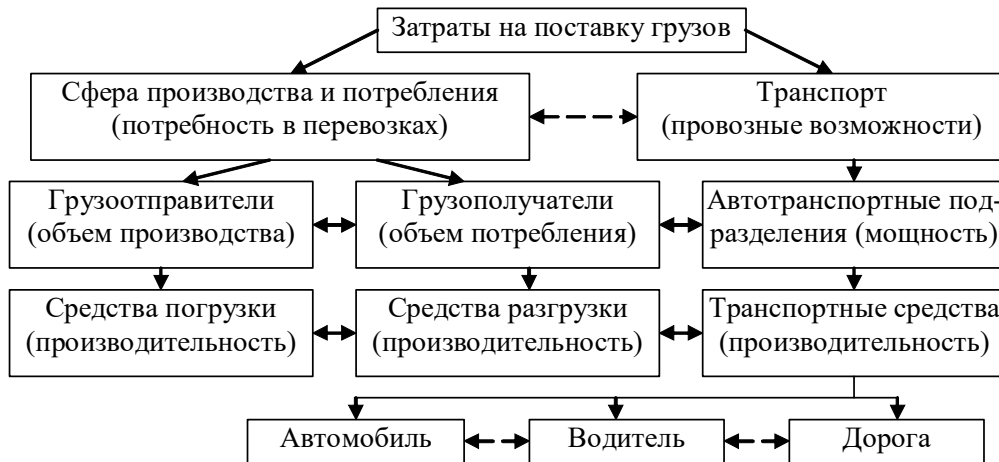 Затраты на поставку грузов
Сфера производства и потребления
(потребность в перевозках)
Транспорт
(провозные возможности)
Грузоотправители
(объем производства)
Грузополучатели
(объем потребления)
Автотранспортные под-
разделения (мощность)
Средства погрузки
(производительность)
Средства разгрузки
(производительность)
Транспортные средства
(производительность)
Автомобиль
Водитель
Дорога